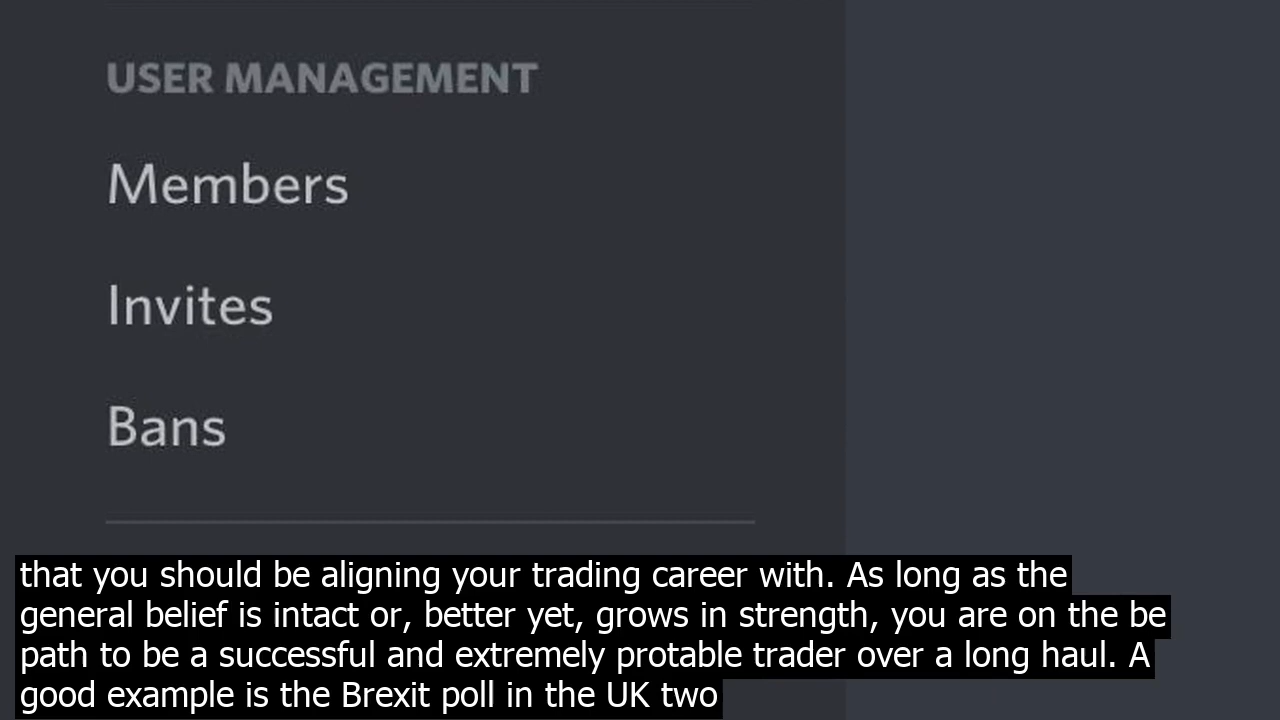 USER MANAGEMENT
Members
Invites
Bans
that you should be aligning your trading career with. As long as the
general belief is intact or, better yet, grows in strength, you are on the be
path to be a successful and extremely protable trader over a long haul. A
good example is the Brexit poll in the UK two